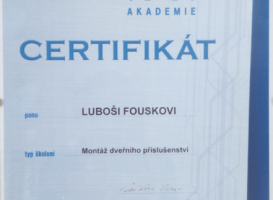 AKADEMIE
CERTIFIKÁT
panu
LUBOŠI FOUSKOVI
typ školení
Montáž dveřního příslušenství